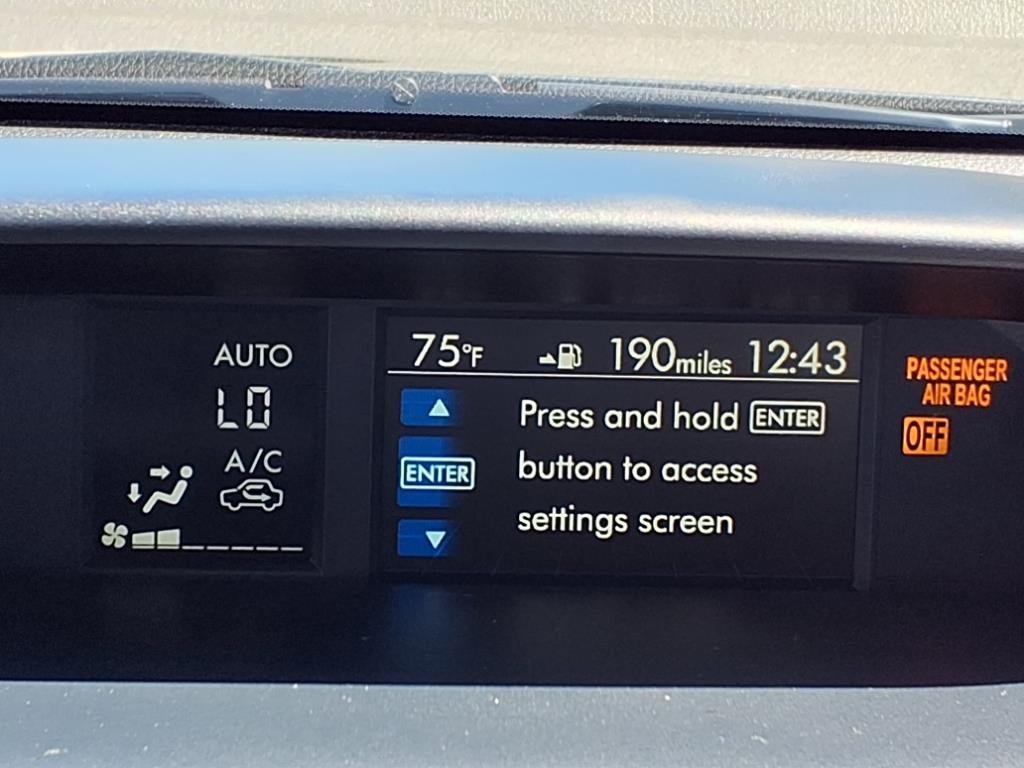 AUTO
LO
A/C
75°F 190miles 12:43
Press and hold ENTER
button to access
settings screen
ENTER
PASSENGER
AIR BAG
OFF